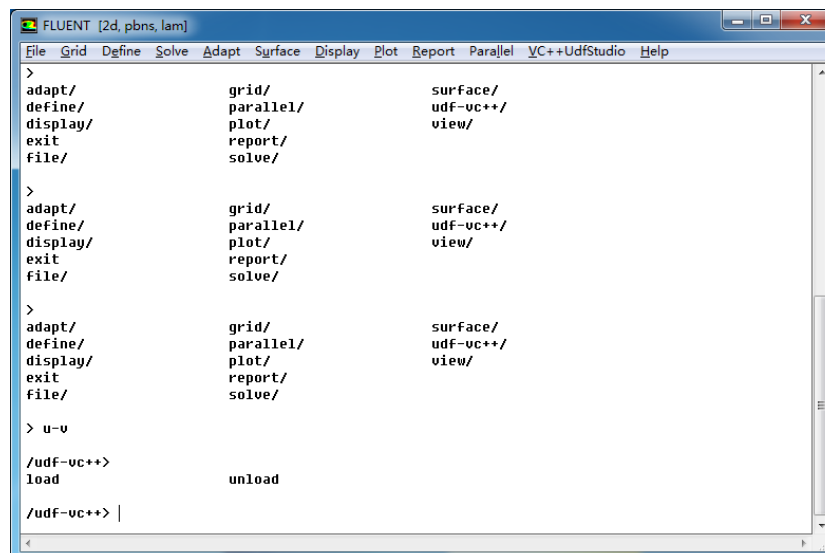 FLUENT [2d, pbns, lam]
File Grid Define Solve Adapt Surface Display Plot Report Parallel VC++UdfStudio Help
>
adapt/ grid/ surface/
define/ parallel/ udf-vc++/
display/ plot/ view/
exit report/
file/ solve/
>
adapt/ grid/ surface/
define/ parallel/ udf-vc++/
display/ plot/ view/
exit report/
file/ solve/
>
adapt/ grid/ surface/
define/ parallel/ udf-vc++/
display/ plot/ view/
exit report/
file/ solve/
> u-v
/udf-vc++>
load unload
/udf-vc++>